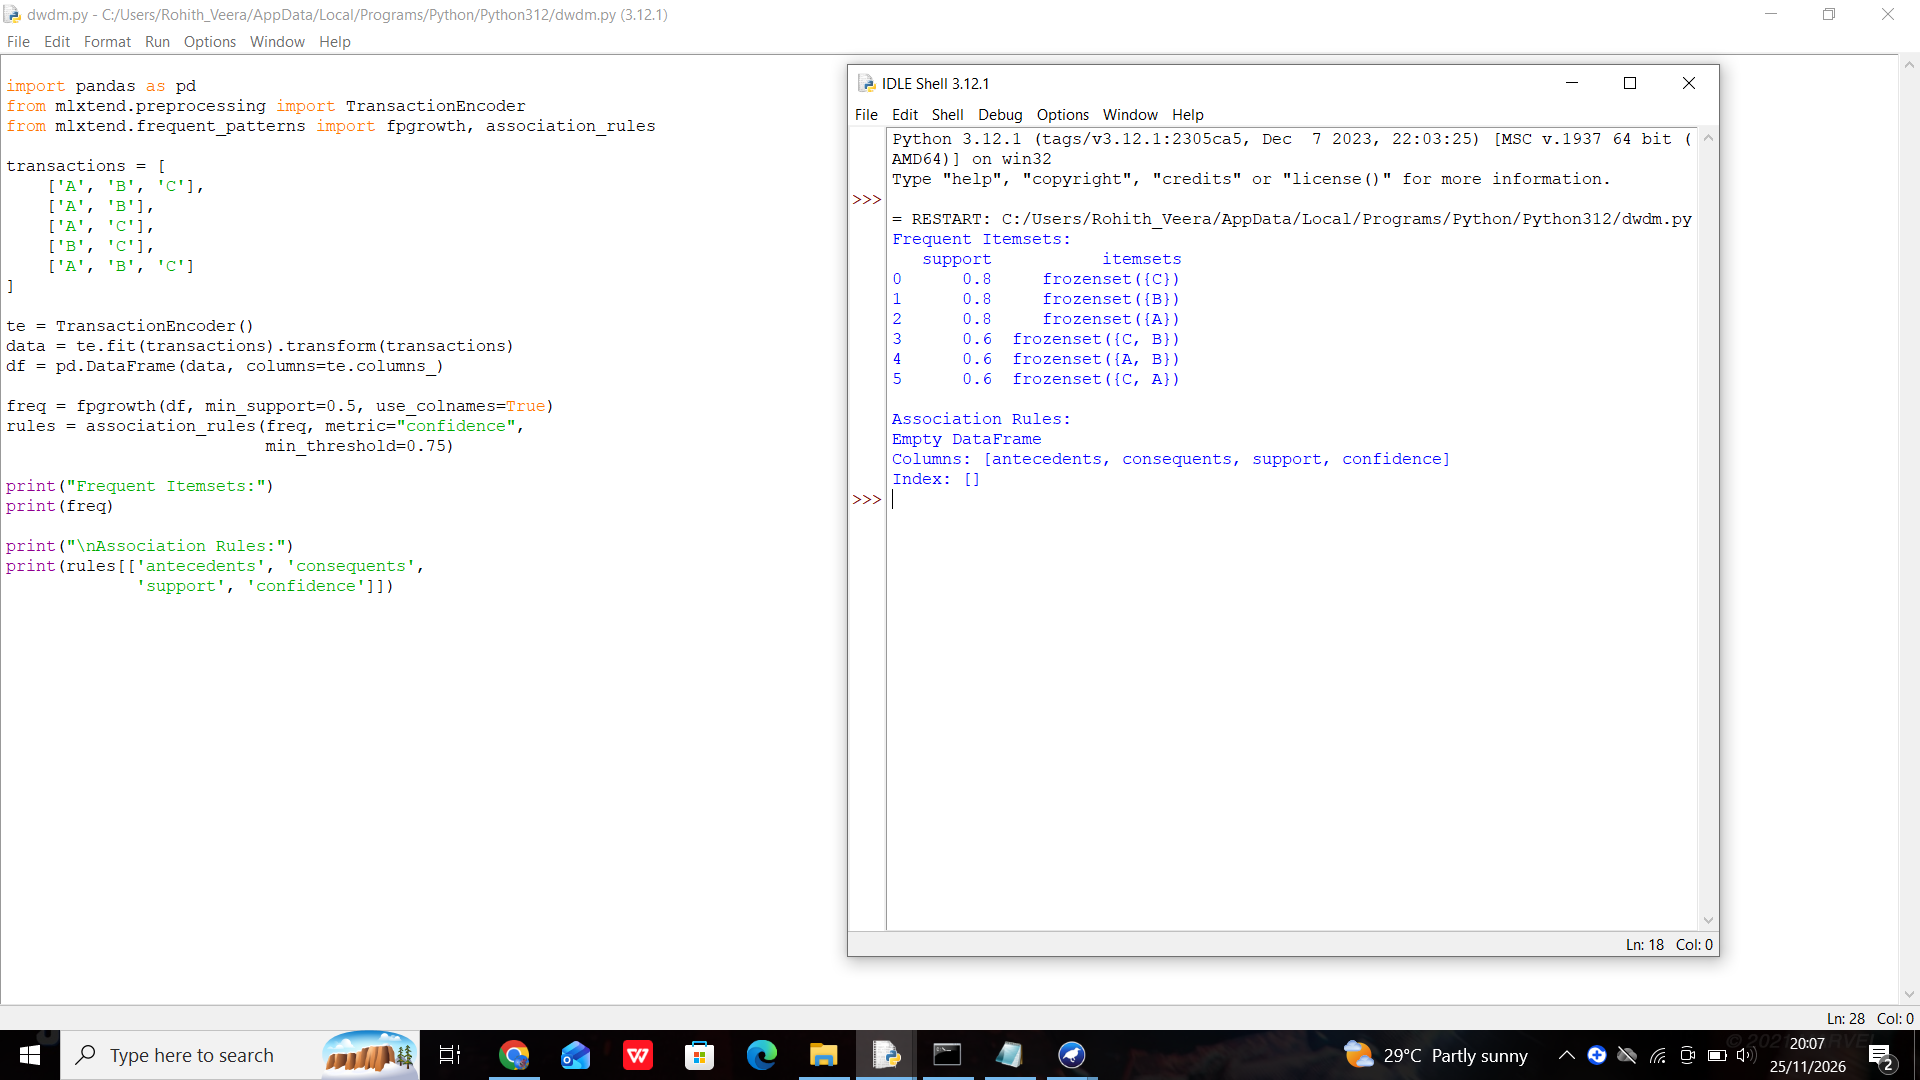 dwdm.py - C:/Users/Rohith_Veera/AppData/Local/Programs/Python/Python312/dwdm.py (3.12.1)
File Edit Format Run Options Window Help
import pandas as pd
from mlxtend.preprocessing import TransactionEncoder
from mlxtend.frequent_patterns import fpgrowth, association_rules
transactions = [
['A', 'B', 'C'],
['A', 'B'],
['A', 'C'],
['B', 'C'],
['A', 'B', 'C']
]
te = TransactionEncoder()
data = te.fit(transactions).transform(transactions)
df = pd.DataFrame(data, columns=te.columns_)
freq = fpgrowth(df, min_support=0.5, use_colnames=True)
rules = association_rules(freq, metric="confidence",
min_threshold=0.75)
print("Frequent Itemsets:")
print(freq)
print("\nAssociation Rules:")
print(rules[['antecedents', 'consequents',
'support', 'confidence']])
IDLE Shell 3.12.1
File Edit Shell Debug Options Window Help
Python 3.12.1 (tags/v3.12.1:2305ca5, Dec  7 2023, 22:03:25) [MSC v.1937 64 bit (
AMD64)] on win32
Type "help", "copyright", "credits" or "license()" for more information.
>>>
= RESTART: C:/Users/Rohith_Veera/AppData/Local/Programs/Python/Python312/dwdm.py
Frequent Itemsets:
support itemsets
0 0.8 frozenset({C})
1 0.8 frozenset({B})
2 0.8 frozenset({A})
3 0.6 frozenset({C, B})
4 0.6 frozenset({A, B})
5 0.6 frozenset({C, A})
Association Rules:
Empty DataFrame
Columns: [antecedents, consequents, support, confidence]
Index: []
>>>
Ln: 18 Col: 0
Ln: 28 Col: 0
Type here to search
W
29°C Partly sunny
20:07
25/11/2026
2